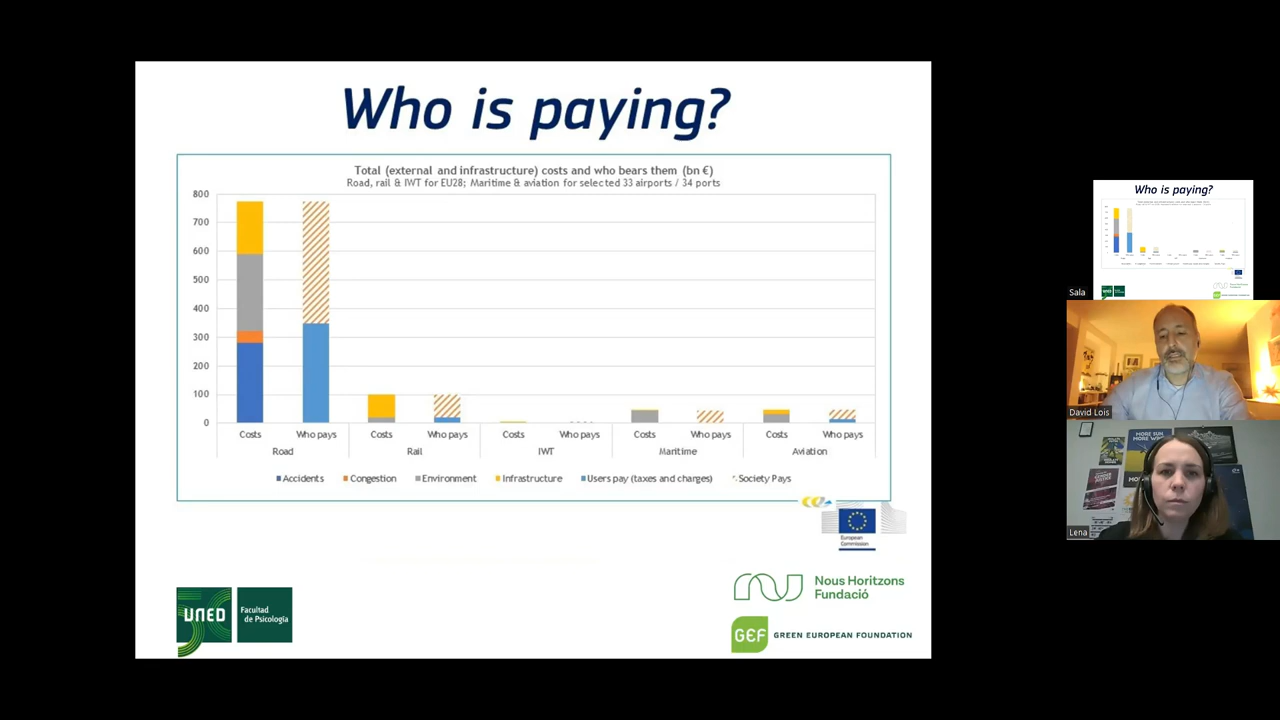 Who is paying?
Total (external and infrastructure) costs and who bears them (bn €)
Road, rail & IWT for EU28; Maritime & aviation for selected 33 airports / 34 ports
800
700
600
500
400
300
200
100
0
Costs Who pays Costs Who pays Costs Who pays Costs Who pays Costs Who pays
Road Rail IWT Maritime Aviation
Accidents Congestion Environment Infrastructure Users pay (taxes and charges) Society Pays
European
Commission
UNED
Facultad
de Psicología
Nous Horitzons
Fundació
GEF GREEN EUROPEAN FOUNDATION
Who is paying?
Sala
David Lois
MORE SUN
Lena